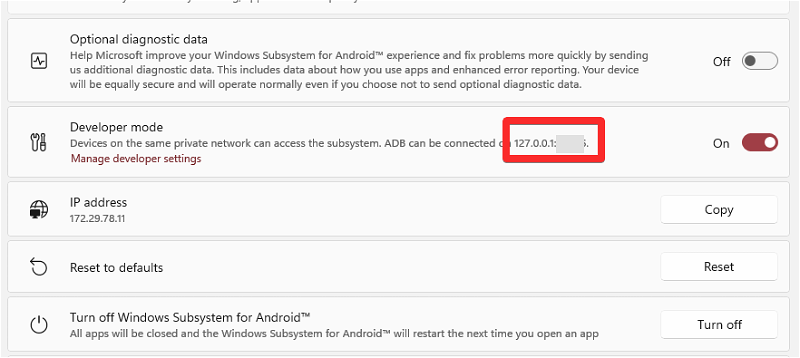 Optional diagnostic data
Help Microsoft improve your Windows Subsystem for Android™ experience and fix problems more quickly by sending
us additional diagnostic data. This includes data about how you use apps and enhanced error reporting. Your device
will be equally secure and will operate normally even if you choose not to send optional diagnostic data.
Off
Developer mode
Devices on the same private network can access the subsystem. ADB can be connected on 127.0.0.1:
Manage developer settings
On
IP address
172.29.78.11
Copy
Reset to defaults
Reset
Turn off Windows Subsystem for Android™
All apps will be closed and the Windows Subsystem for Android™ will restart the next time you open an app
Turn off